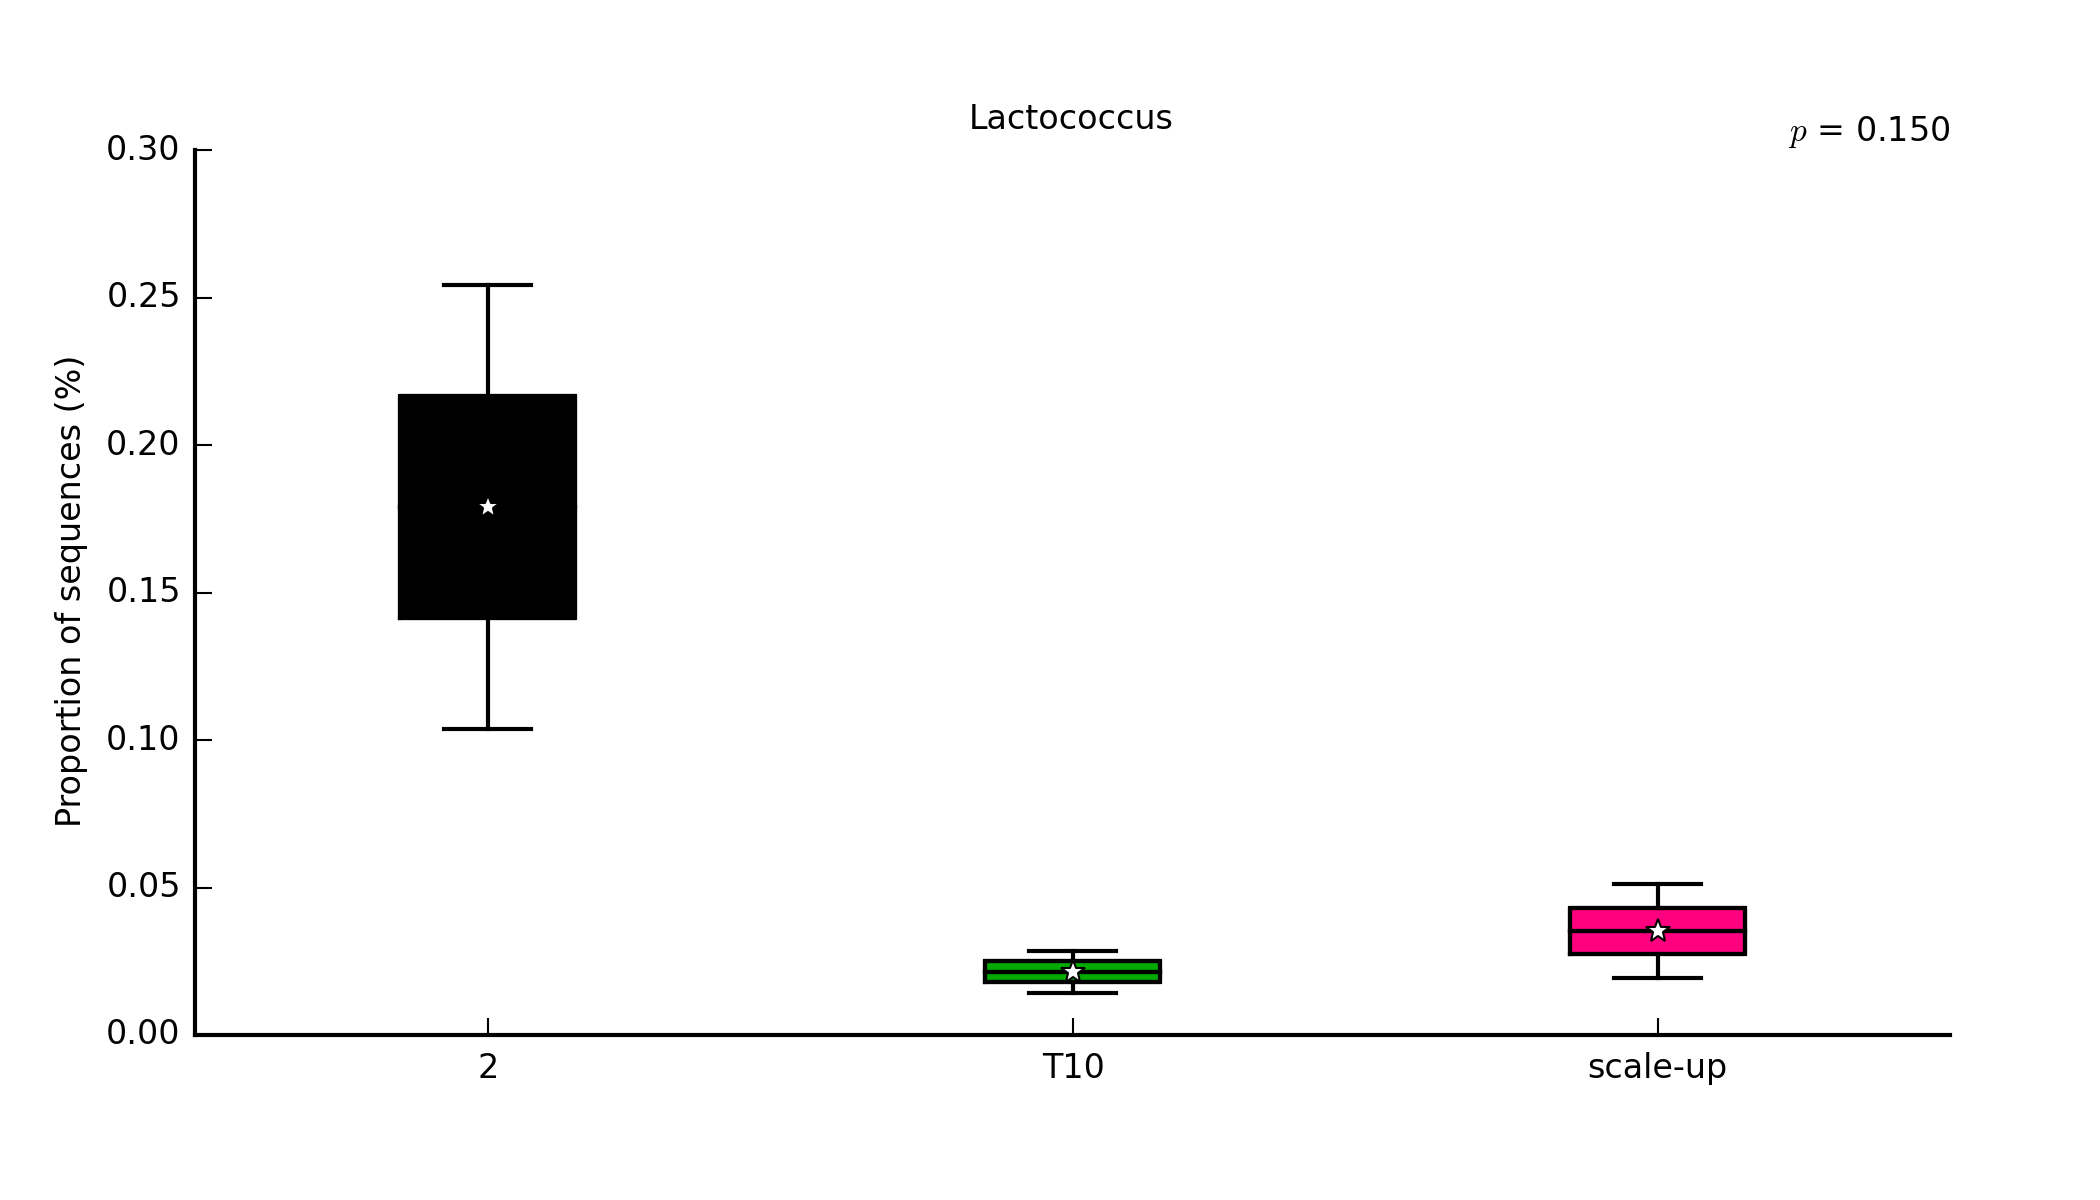 Lactococcus
p = 0.150
0.30
0.25
0.20
0.15
0.10
0.05
0.00
Proportion of sequences (%)
2
T10
scale-up